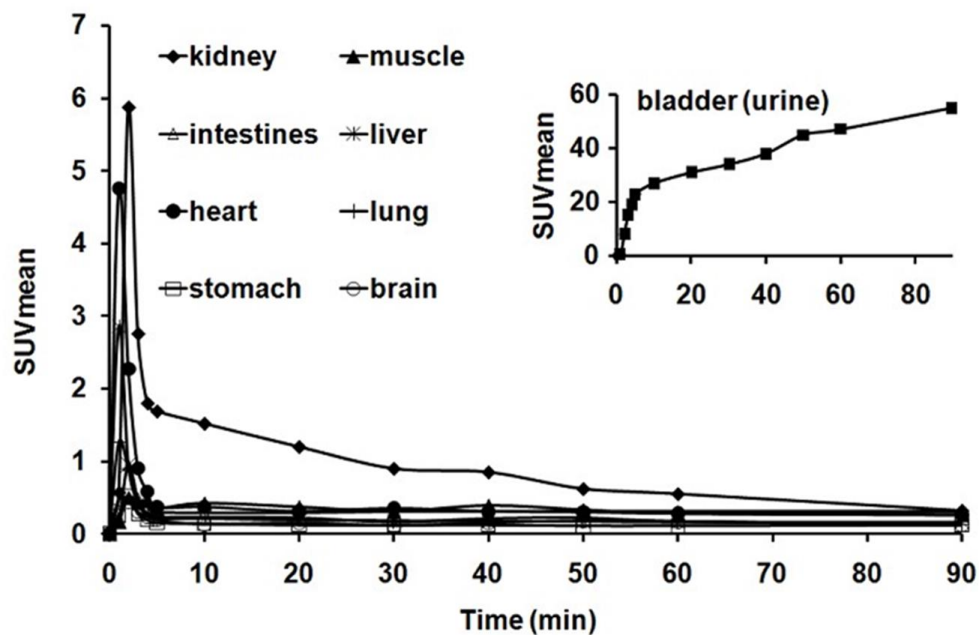 7
6
5
4
3
2
1
0
SUVmean
kidney muscle
intestines liver
heart lung
stomach brain
0 10 20 30 40 50 60 70 80 90
Time (min)
bladder (urine)
60
40
20
0
SUVmean
0 20 40 60 80